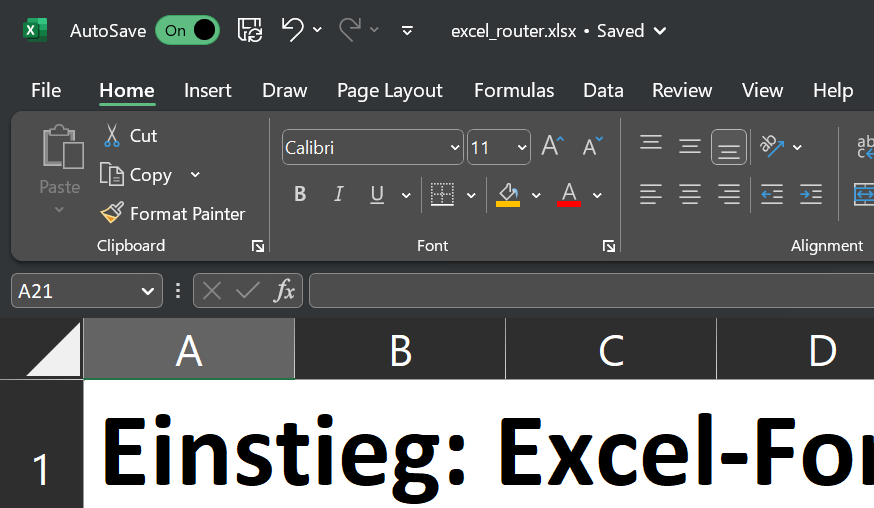 AutoSave On excel_router.xlsx • Saved
File Home Insert Draw Page Layout Formulas Data Review View Help
Cut
Calibri 11
Paste
Copy
B I U A
Format Painter
Clipboard Font Alignment
A21 fx
A B C D
1 Einstieg: Excel-For